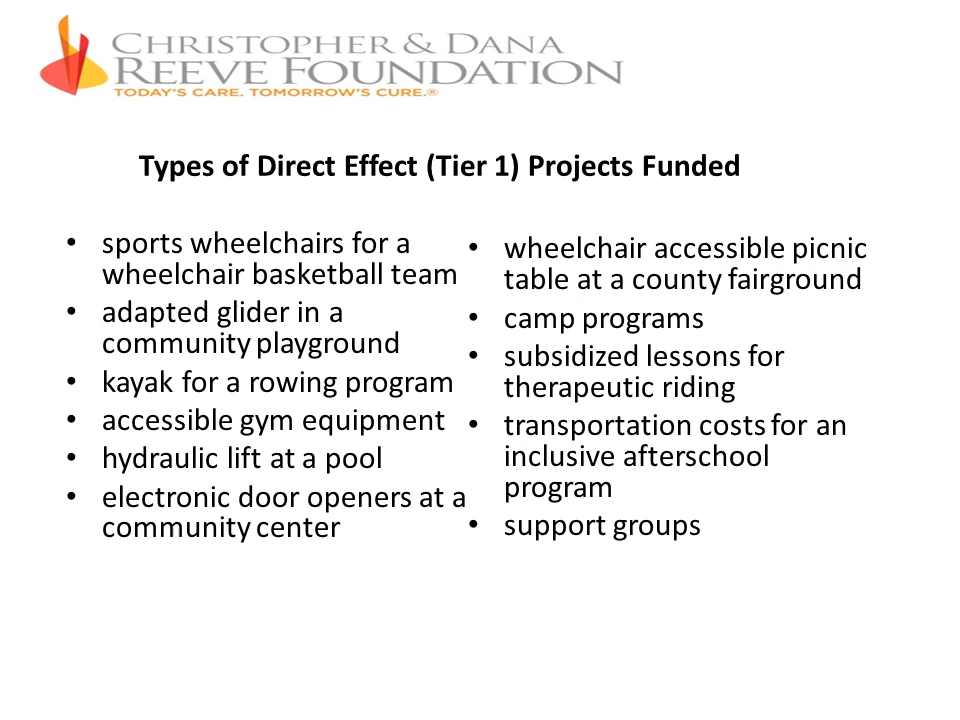 CHRISTOPHER & DANA
REEVE FOUNDATION
TODAY'S CARE. TOMORROW'S CURE.®
Types of Direct Effect (Tier 1) Projects Funded
• sports wheelchairs for a
wheelchair basketball team
• adapted glider in a
community playground
• kayak for a rowing program
• accessible gym equipment
• hydraulic lift at a pool
• electronic door openers at a
community center
• wheelchair accessible picnic
table at a county fairground
• camp programs
• subsidized lessons for
therapeutic riding
• transportation costs for an
inclusive afterschool
program
• support groups